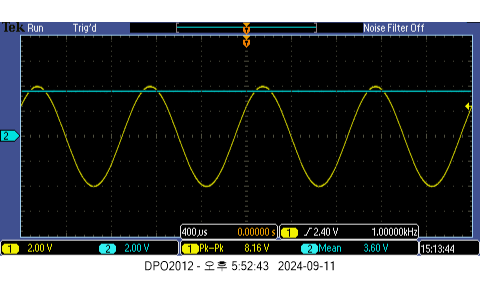 Tek Run Trig'd Noise Filter Off
2
400µs 0.00000 s 1 2.40 V 1.00000kHz
1 2.00 V 2 2.00 V 1 Pk-Pk 8.16 V 2 Mean 3.60 V 15:13:44
DPO2012 - 오후 5:52:43 2024-09-11